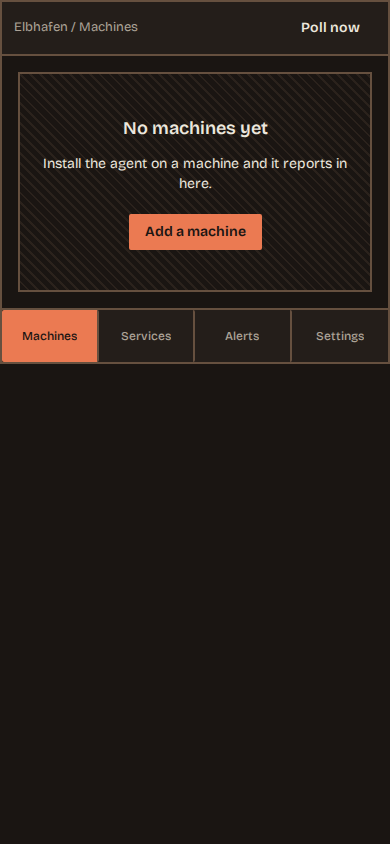 Elbhafen / Machines
Poll now
No machines yet
Install the agent on a machine and it reports in
here.
Add a machine
Machines
Services
Alerts
Settings